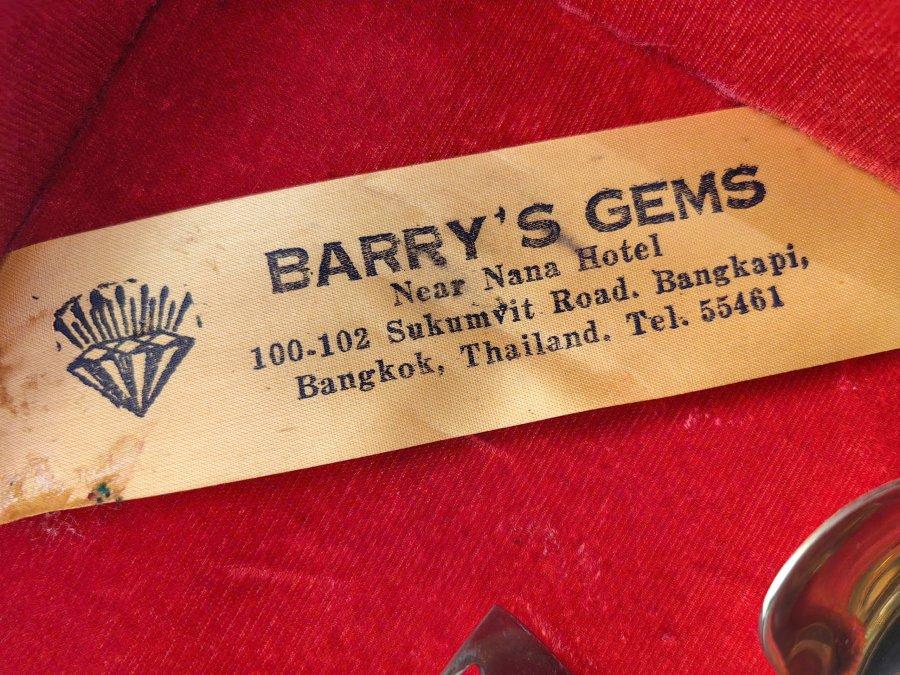 BARRY'S GEMS
Near Nana Hotel
100-102 Sukumvit Road. Bangkapi,
Bangkok, Thailand. Tel. 55461